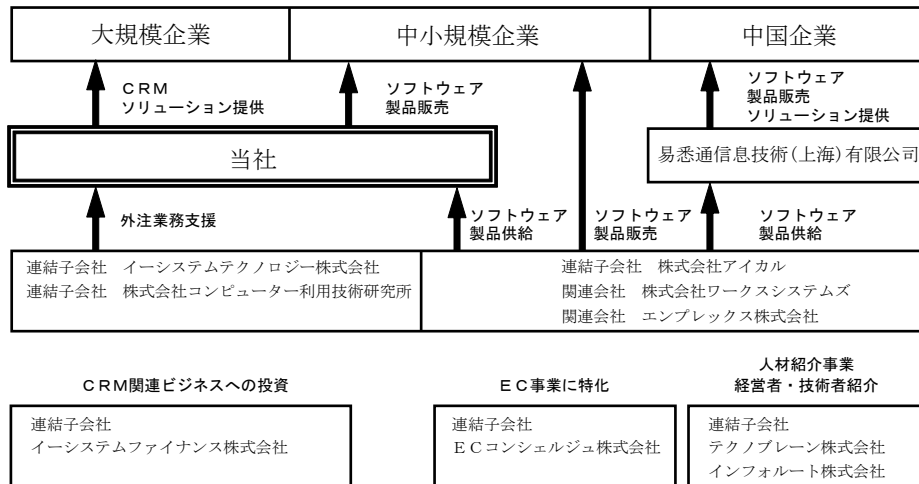 大規模企業
中小規模企業
中国企業
CRM
ソリューション提供
ソフトウェア
製品販売
ソフトウェア
製品販売
ソリューション提供
当社
易悉通信息技術(上海)有限公司
外注業務支援
ソフトウェア
製品供給
ソフトウェア
製品販売
ソフトウェア
製品供給
連結子会社 イーシステムテクノロジー株式会社
連結子会社 株式会社コンピューター利用技術研究所
連結子会社 株式会社アイカル
関連会社 株式会社ワークスシステムズ
関連会社 エンプレックス株式会社
CRM関連ビジネスへの投資
連結子会社
イーシステムファイナンス株式会社
EC事業に特化
連結子会社
ECコンシェルジュ株式会社
人材紹介事業
経営者・技術者紹介
連結子会社
テクノブレーン株式会社
インフォルート株式会社